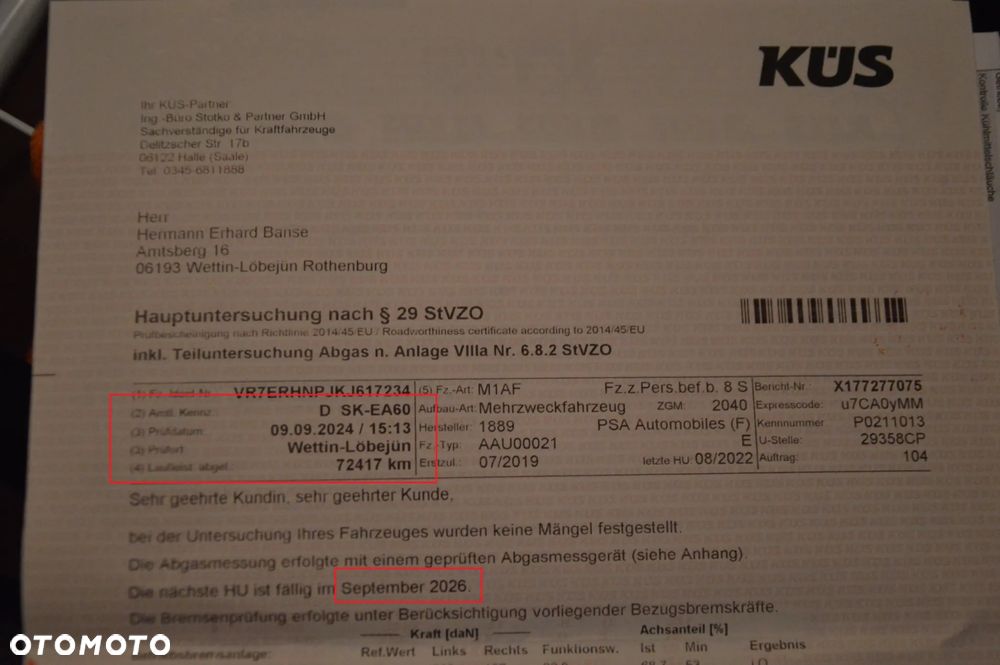 KÜS
Ihr KÜS-Partner
Ing.-Büro Stotko & Partner GmbH
Sachverständige für Kraftfahrzeuge
Delitzscher Str. 17b
06122 Halle (Saale)
Tel. 0345-6811888
Kontrolle Kühlmittelschläuche
Herr
Hermann Erhard Banse
Amtsberg 16
06193 Wettin-Löbejün Rothenburg
Hauptuntersuchung nach § 29 StVZO
Prüfbescheinigung nach Richtlinie 2014/45/EU / Roadworthiness certificate according to 2014/45/EU
inkl. Teiluntersuchung Abgas n. Anlage VIIIa Nr. 6.8.2 StVZO
(1) Fz.-Ident-Nr. VR7ERHNPJKJ617234 (5) Fz.-Art: M1AF Fz.z.Pers.bef.b. 8 S Bericht-Nr.: X177277075
(2) Amtl. Kennz.: D SK-EA60 Aufbau-Art: Mehrzweckfahrzeug ZGM: 2040 Expresscode: u7CA0yMM
(3) Prüfdatum: 09.09.2024 / 15:13 Hersteller: 1889 PSA Automobiles (F) Kennnummer P0211013
(3) Prüfort: Wettin-Löbejün Fz.-Typ: AAU00021 E U-Stelle: 29358CP
(4) Laufleist. abgel.: 72417 km Erstzul.: 07/2019 letzte HU: 08/2022 Auftrag: 104
Sehr geehrte Kundin, sehr geehrter Kunde,
bei der Untersuchung Ihres Fahrzeuges wurden keine Mängel festgestellt.
Die Abgasmessung erfolgte mit einem geprüften Abgasmessgerät (siehe Anhang).
Die nächste HU ist fällig im September 2026.
Die Bremsenprüfung erfolgte unter Berücksichtigung vorliegender Bezugsbremskräfte.
Kraft [daN] Achsanteil [%]
Betriebsbremsanlage: Ref.Wert Links Rechts Funktionsw. Ist Min Ergebnis
OTOMOTO